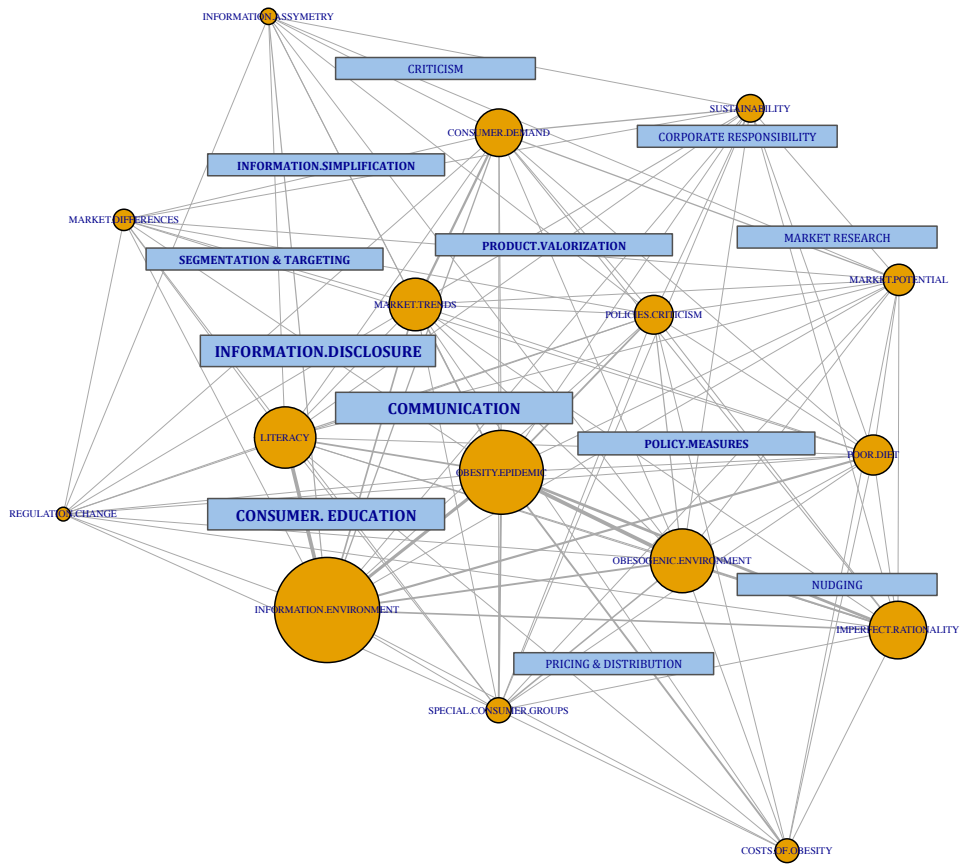 INFORMATION.ASSYMETRY
CRITICISM
SUSTAINABILITY
CONSUMER.DEMAND
CORPORATE RESPONSIBILITY
INFORMATION.SIMPLIFICATION
MARKET.DIFFERENCES
MARKET RESEARCH
PRODUCT.VALORIZATION
SEGMENTATION & TARGETING
MARKET.POTENTIAL
MARKET.TRENDS
POLICIES.CRITICISM
INFORMATION.DISCLOSURE
COMMUNICATION
LITERACY
POLICY.MEASURES
POOR.DIET
OBESITY.EPIDEMIC
REGULATION.CHANGE
CONSUMER. EDUCATION
OBESOGENIC.ENVIRONMENT
NUDGING
INFORMATION.ENVIRONMENT
IMPERFECT.RATIONALITY
PRICING & DISTRIBUTION
SPECIAL.CONSUMER.GROUPS
COSTS.OF.OBESITY